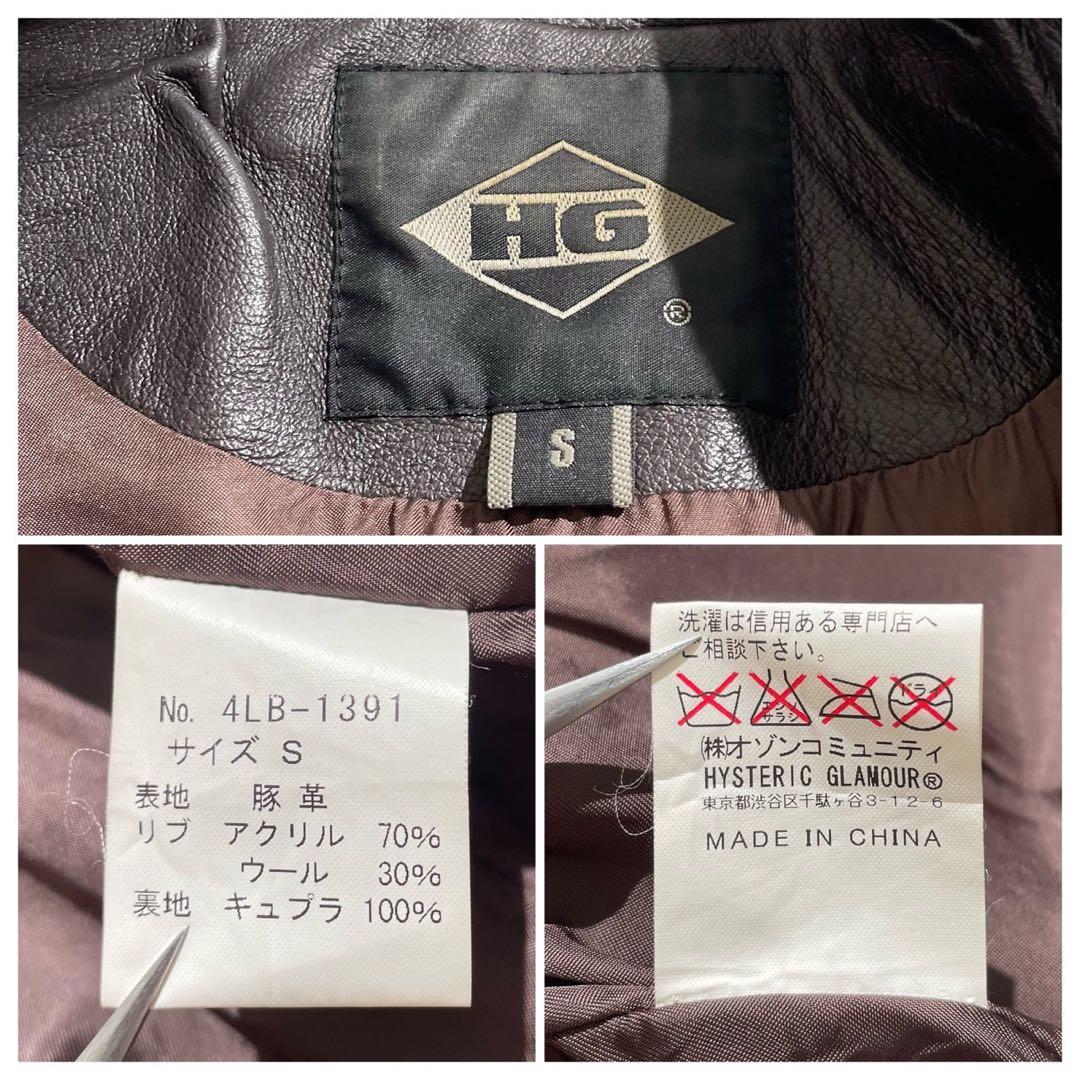 HG
®
S
No. 4LB-1391
サイズ S
表地 豚革
リブ アクリル 70%
ウール 30%
裏地 キュプラ 100%
洗濯は信用ある専門店へ
ご相談下さい。
エンソ サラシ ドライ
㈱オゾンコミュニティ
HYSTERIC GLAMOUR®
東京都渋谷区千駄ヶ谷3-12-6
MADE IN CHINA